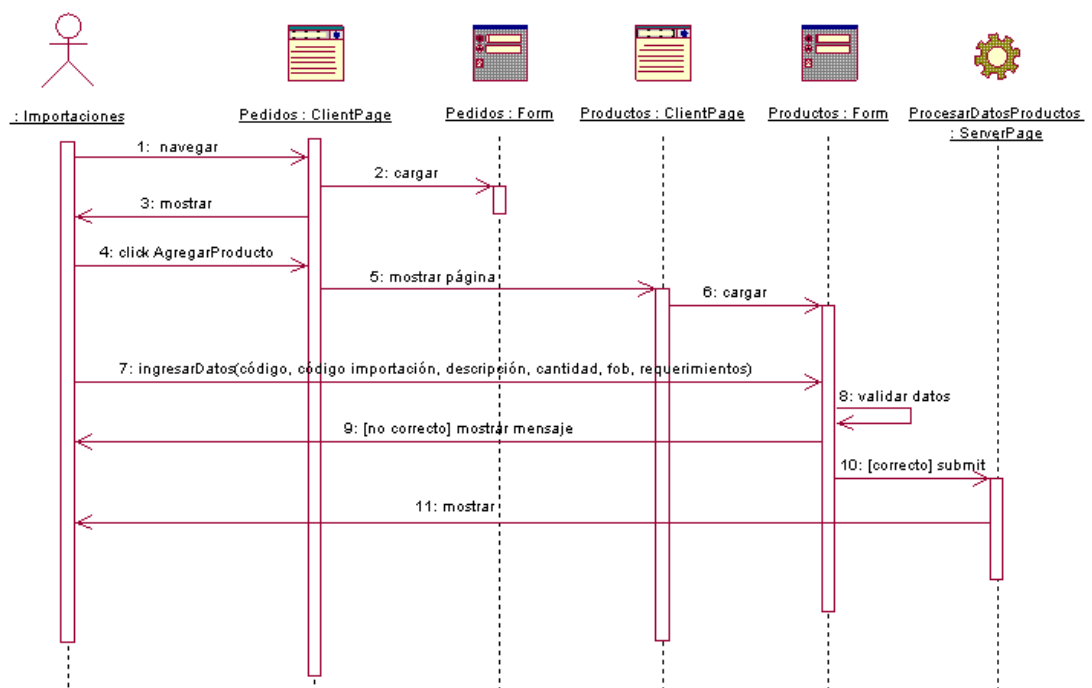 : Importaciones
Pedidos : ClientPage
Pedidos : Form
Productos : ClientPage
Productos : Form
ProcesarDatosProductos
: ServerPage
1: navegar
2: cargar
3: mostrar
4: click AgregarProducto
5: mostrar página
6: cargar
7: ingresarDatos(código, código importación, descripción, cantidad, fob, requerimientos)
8: validar datos
9: [no correcto] mostrar mensaje
10: [correcto] submit
11: mostrar